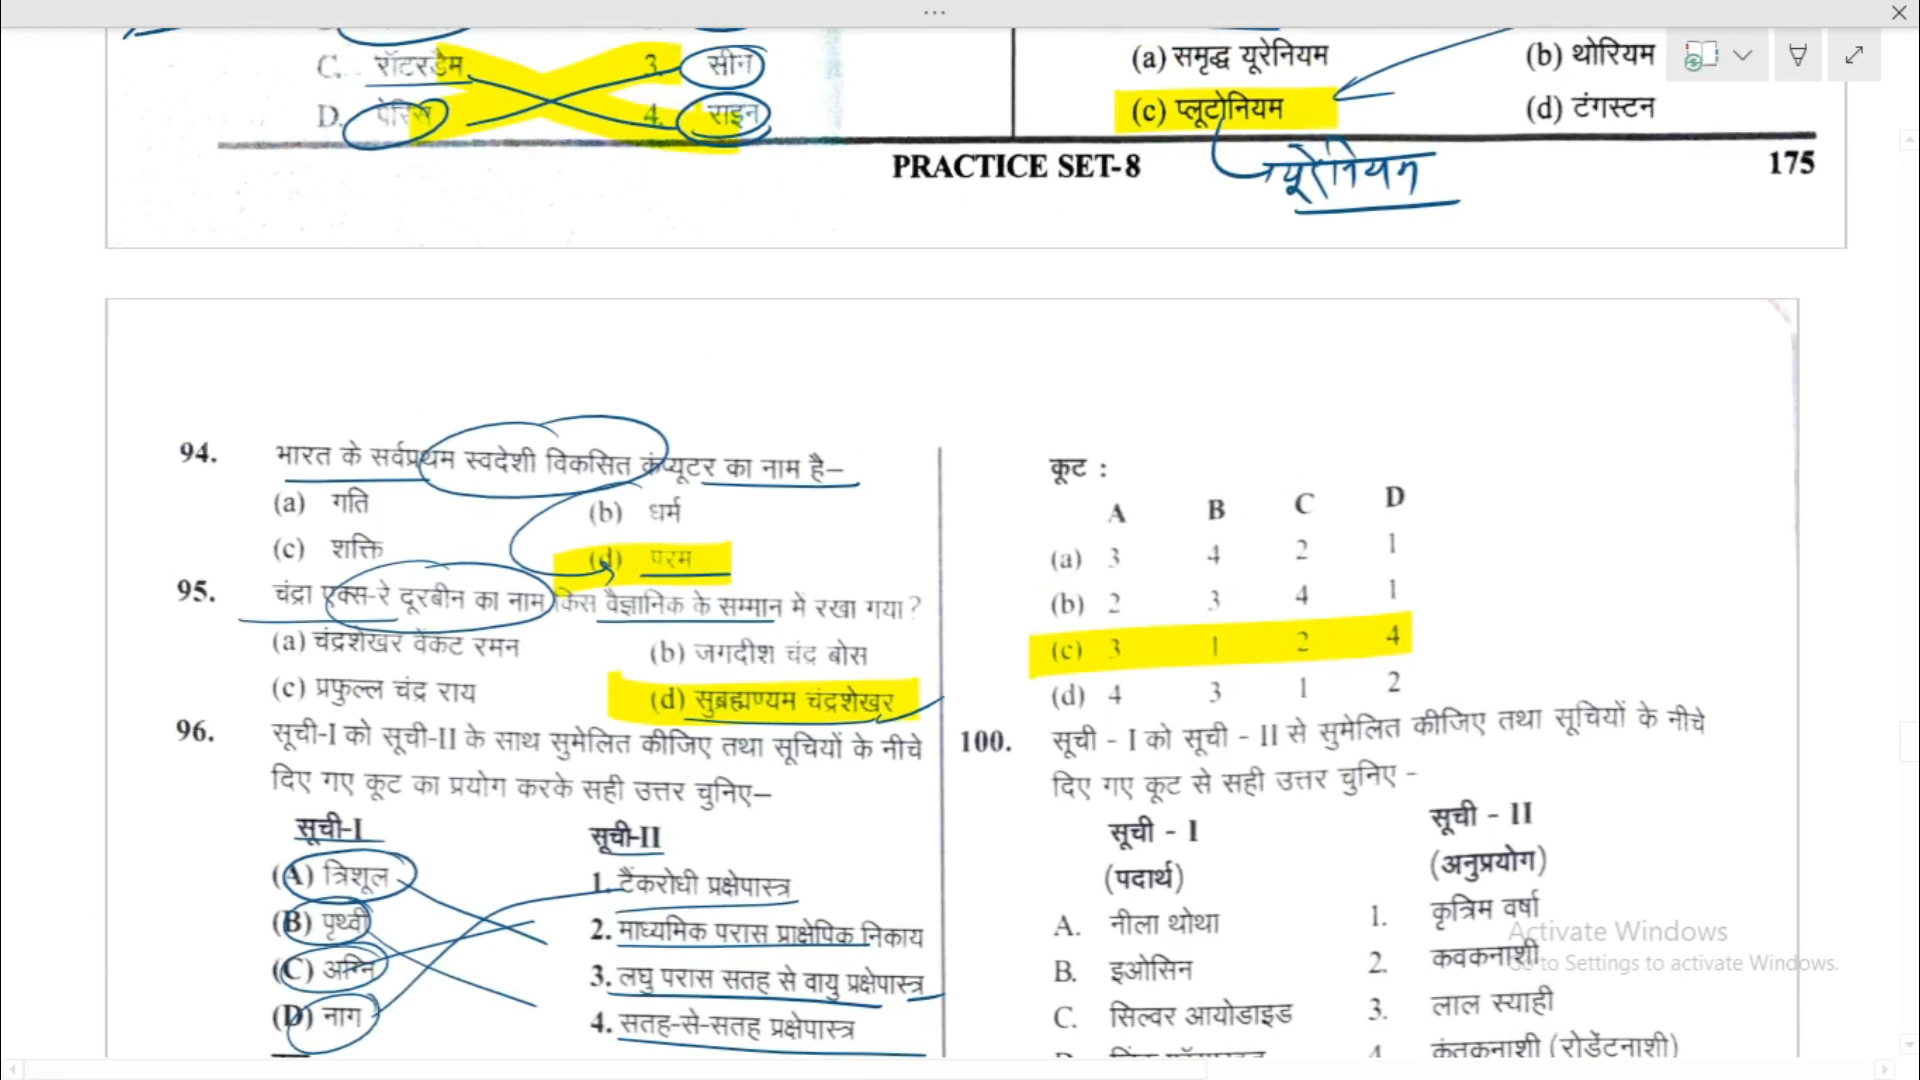 C. रॉटरडैम 3. सीन
D. पेरिस 4. राइन
(a) समृद्ध यूरेनियम (b) थोरियम
(c) प्लूटोनियम (d) टंगस्टन
PRACTICE SET-8 175
यूरेनियम
94. भारत के सर्वप्रथम स्वदेशी विकसित कंप्यूटर का नाम है–
(a) गति (b) धर्म
(c) शक्ति (d) परम
95. चंद्रा एक्स-रे दूरबीन का नाम किस वैज्ञानिक के सम्मान में रखा गया?
(a) चंद्रशेखर वेंकट रमन (b) जगदीश चंद्र बोस
(c) प्रफुल्ल चंद्र राय (d) सुब्रह्मण्यम चंद्रशेखर
96. सूची-I को सूची-II के साथ सुमेलित कीजिए तथा सूचियों के नीचे
दिए गए कूट का प्रयोग करके सही उत्तर चुनिए–
सूची-I सूची-II
(A) त्रिशूल 1. टैंकरोधी प्रक्षेपास्त्र
(B) पृथ्वी 2. माध्यमिक परास प्राक्षेपिक निकाय
(C) अग्नि 3. लघु परास सतह से वायु प्रक्षेपास्त्र
(D) नाग 4. सतह-से-सतह प्रक्षेपास्त्र
कूट :
A B C D
(a) 3 4 2 1
(b) 2 3 4 1
(c) 3 1 2 4
(d) 4 3 1 2
100. सूची - I को सूची - II से सुमेलित कीजिए तथा सूचियों के नीचे
दिए गए कूट से सही उत्तर चुनिए -
सूची - I सूची - II
(पदार्थ) (अनुप्रयोग)
A. नीला थोथा 1. कृत्रिम वर्षा
B. इओसिन 2. कवकनाशी
C. सिल्वर आयोडाइड 3. लाल स्याही
4. कृंतकनाशी (रोडेंटनाशी)
Activate Windows
Go to Settings to activate Windows.